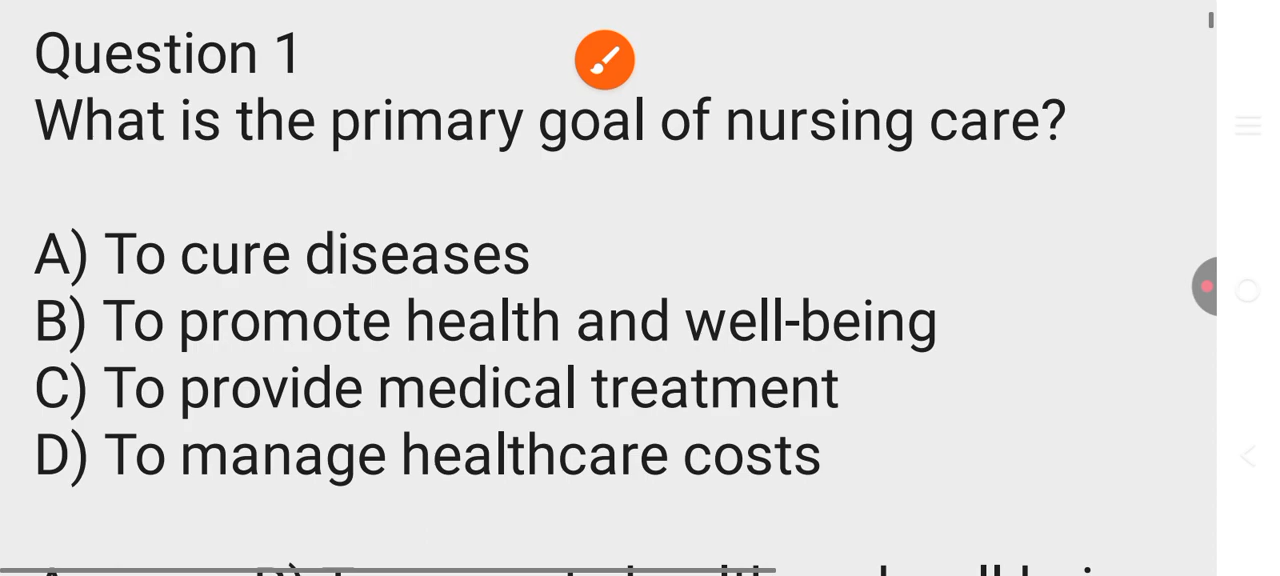 Question 1
What is the primary goal of nursing care?
A) To cure diseases
B) To promote health and well-being
C) To provide medical treatment
D) To manage healthcare costs